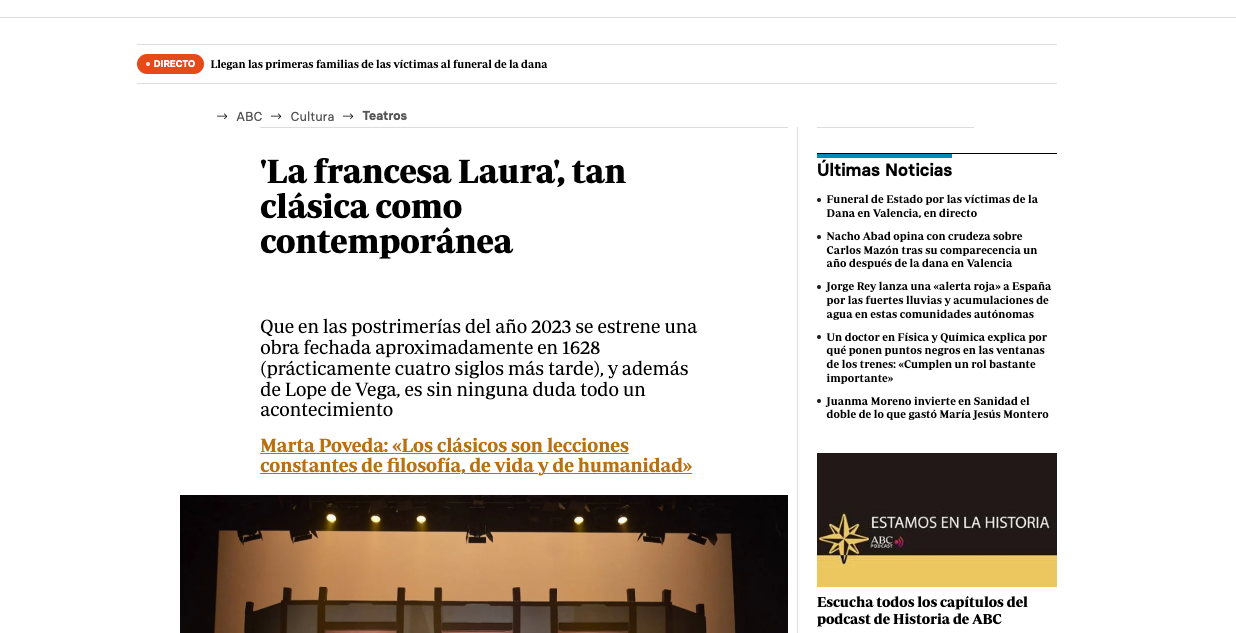 DIRECTO Llegan las primeras familias de las víctimas al funeral de la dana
→ ABC → Cultura → Teatros
'La francesa Laura', tan
clásica como
contemporánea
Que en las postrimerías del año 2023 se estrene una
obra fechada aproximadamente en 1628
(prácticamente cuatro siglos más tarde), y además
de Lope de Vega, es sin ninguna duda todo un
acontecimiento
Marta Poveda: «Los clásicos son lecciones
constantes de filosofía, de vida y de humanidad»
Últimas Noticias
Funeral de Estado por las víctimas de la
Dana en Valencia, en directo
Nacho Abad opina con crudeza sobre
Carlos Mazón tras su comparecencia un
año después de la dana en Valencia
Jorge Rey lanza una «alerta roja» a España
por las fuertes lluvias y acumulaciones de
agua en estas comunidades autónomas
Un doctor en Física y Química explica por
qué ponen puntos negros en las ventanas
de los trenes: «Cumplen un rol bastante
importante»
Juanma Moreno invierte en Sanidad el
doble de lo que gastó María Jesús Montero
ESTAMOS EN LA HISTORIA
ABC
PODCAST
Escucha todos los capítulos del
podcast de Historia de ABC